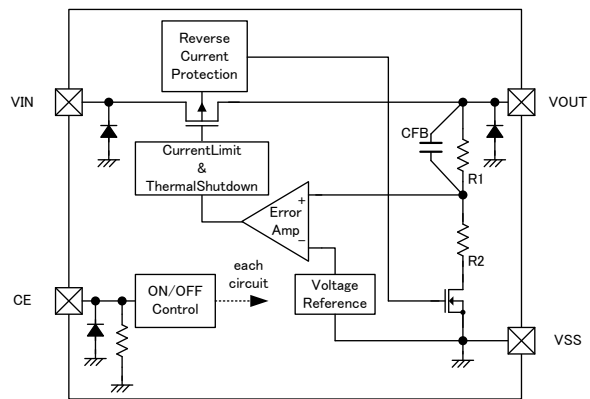 Reverse
Current
Protection
VIN
VOUT
CFB
R1
CurrentLimit
&
ThermalShutdown
+
Error
Amp
−
R2
each
circuit
CE
ON/OFF
Control
Voltage
Reference
VSS